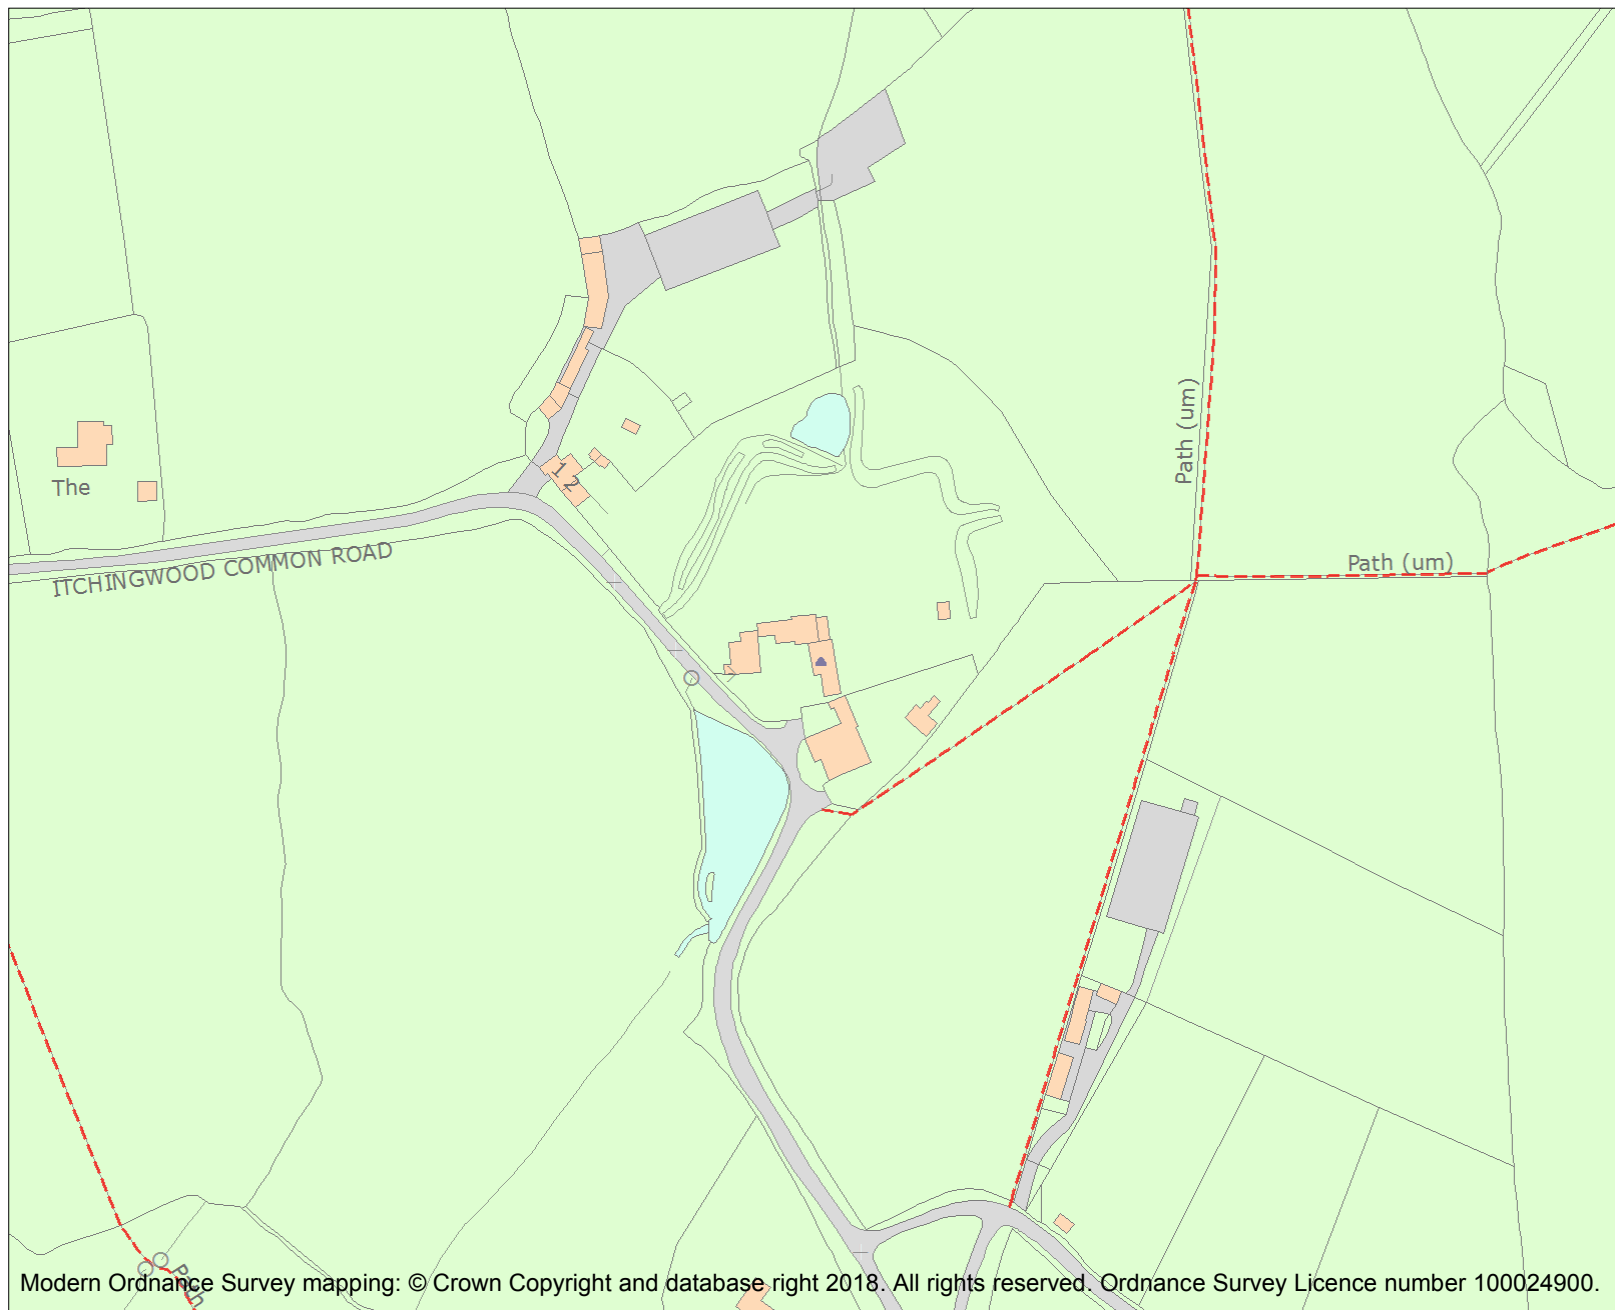 Path (um)
The
1 2
Path (um)
ITCHINGWOOD COMMON ROAD
Path
Modern Ordnance Survey mapping: © Crown Copyright and database right 2018. All rights reserved. Ordnance Survey Licence number 100024900.